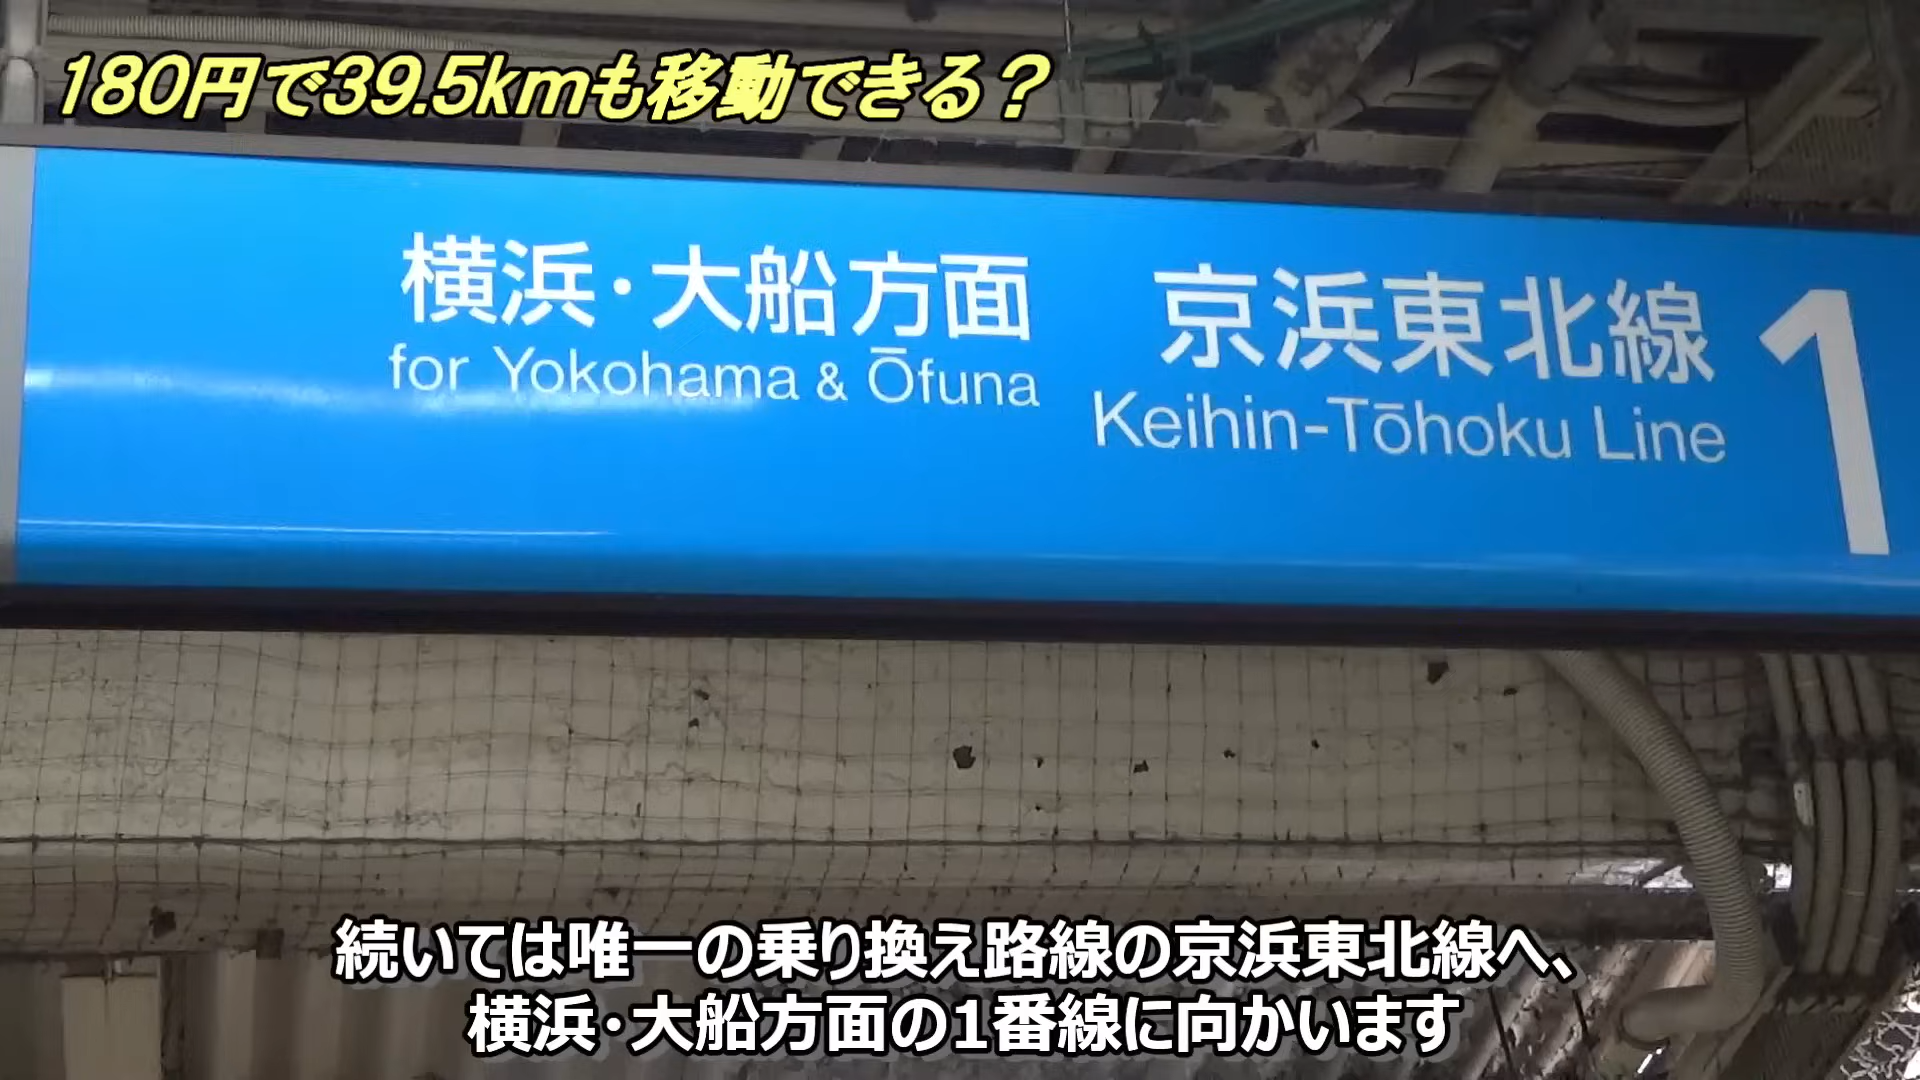 180円で39.5kmも移動できる？
横浜・大船方面
for Yokohama & Ōfuna
京浜東北線
Keihin-Tōhoku Line
1
続いては唯一の乗り換え路線の京浜東北線へ、
横浜・大船方面の1番線に向かいます